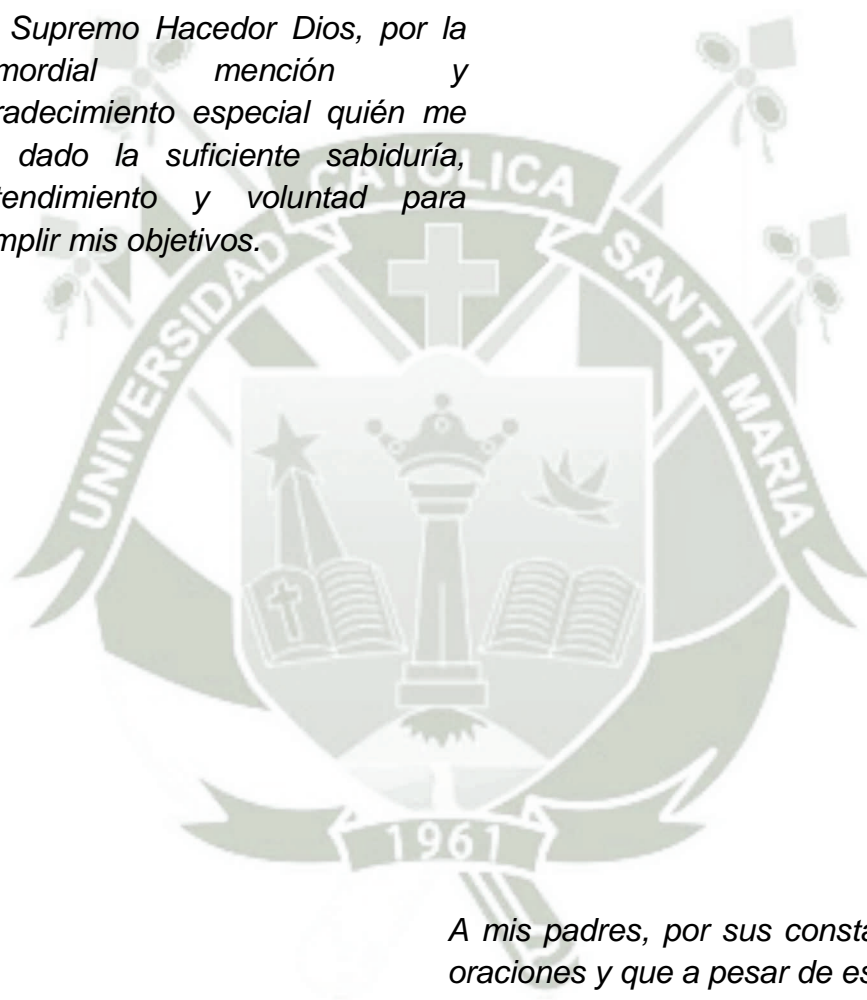 Supremo Hacedor Dios, por la
mordial mención y
radecimiento especial quién me
dado la suficiente sabiduría,
tendimiento y voluntad para
mplir mis objetivos.
UNIVERSIDAD CATOLICA SANTA MARIA
1961
A mis padres, por sus consta
oraciones y que a pesar de es